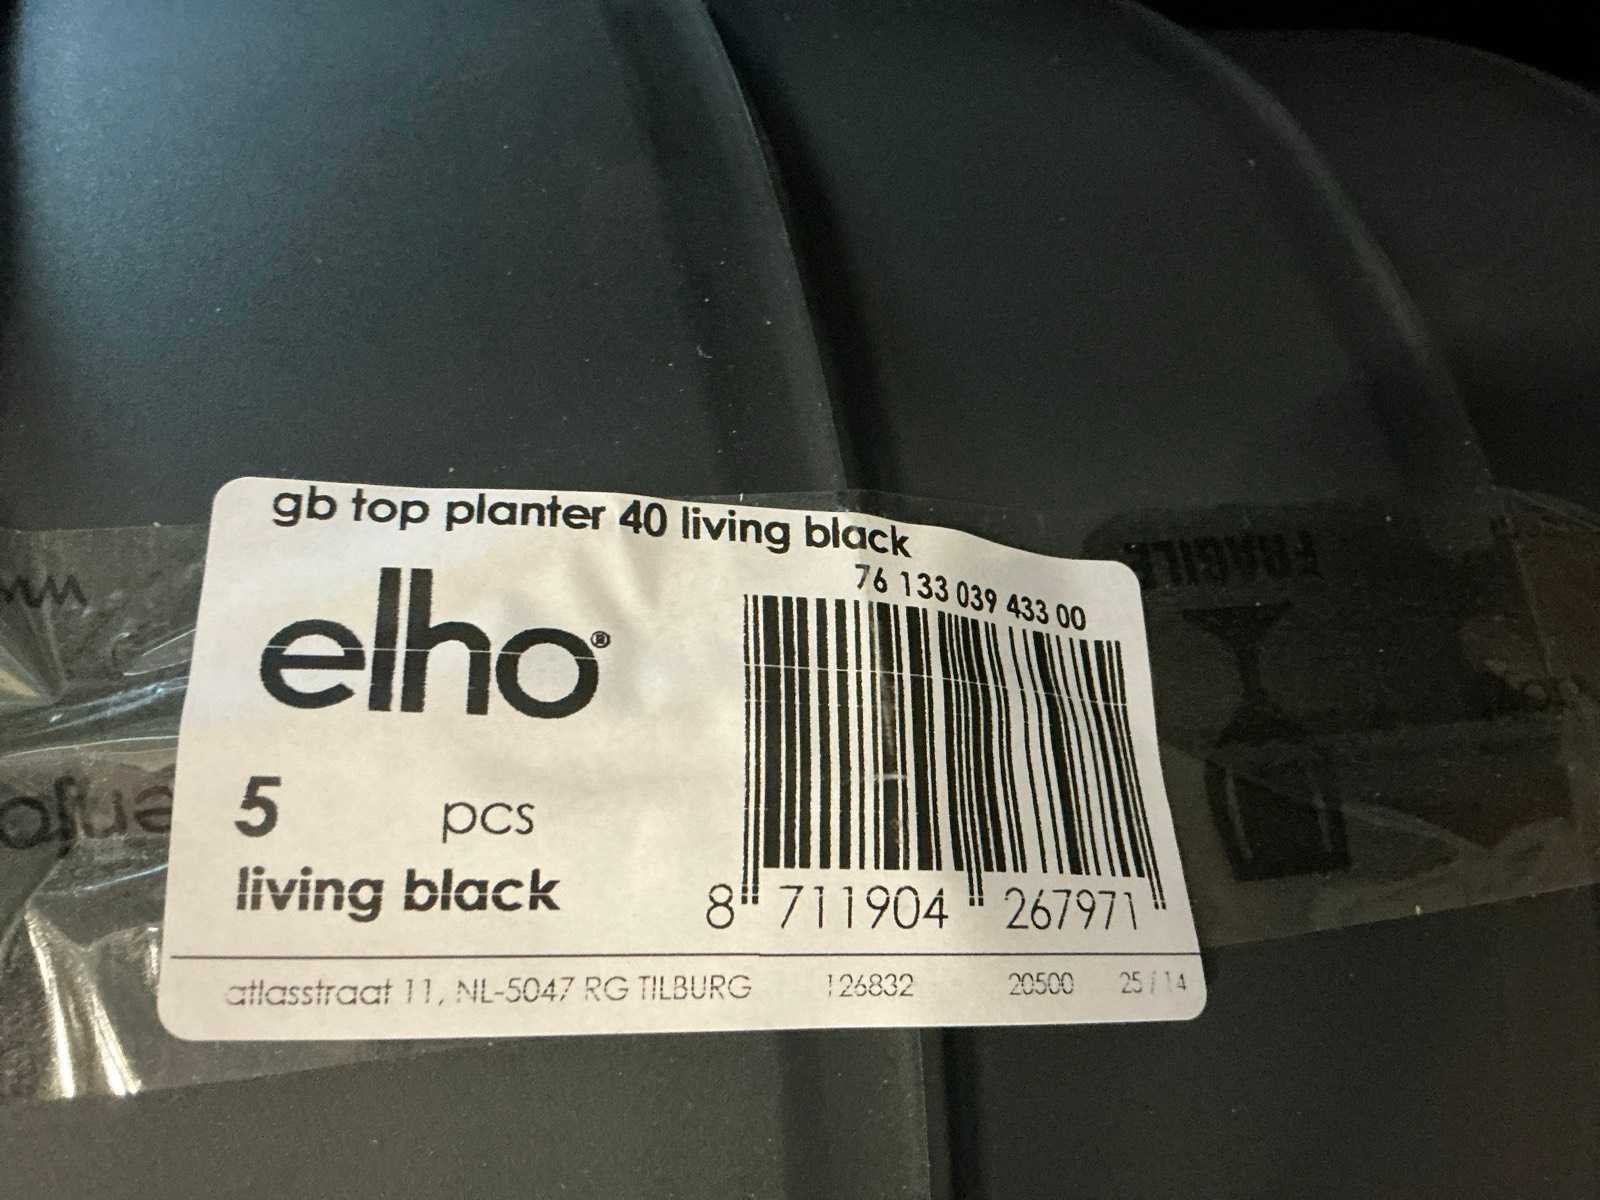 gb top planter 40 living black
76 133 039 433 00
elho®
5 pcs
living black
8 711904 267971
atlasstraat 11, NL-5047 RG TILBURG 126832 20500 25/14
FRAGILE